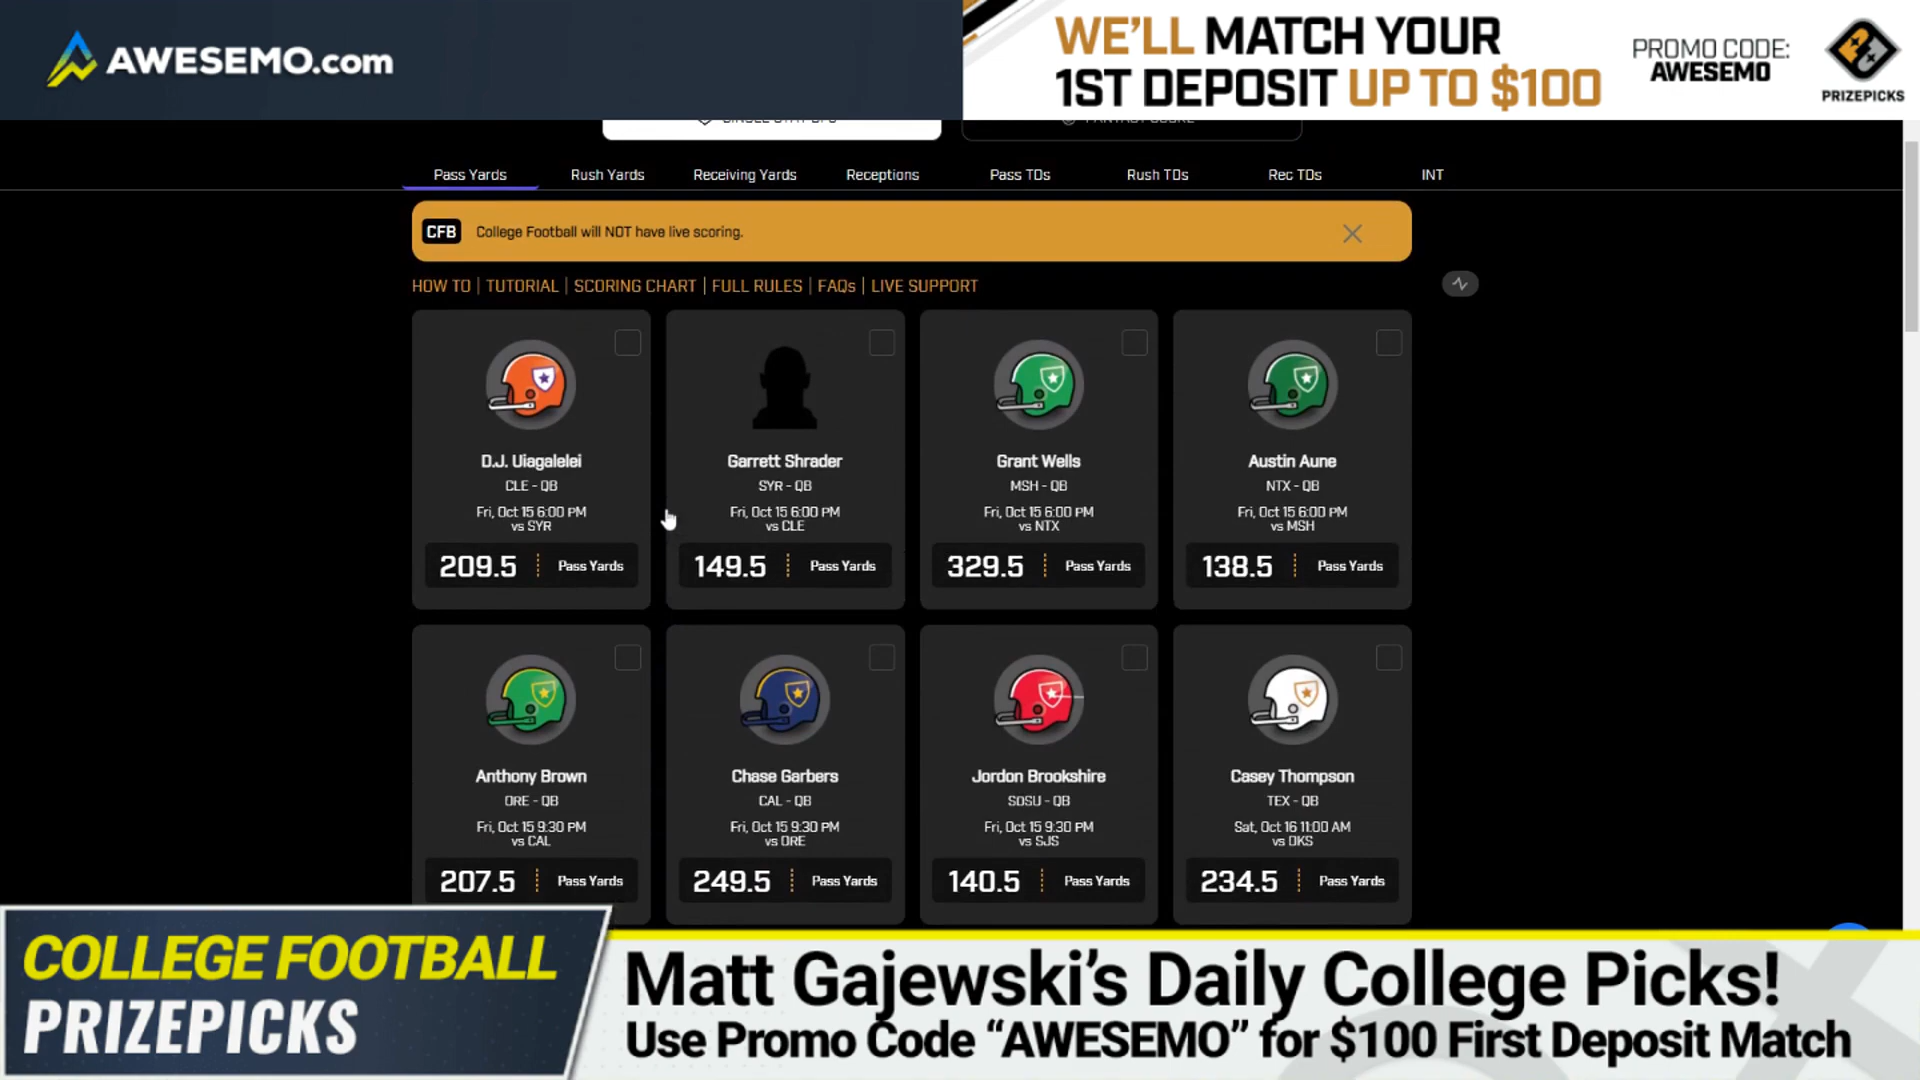 AWESEMO.com
WE'LL MATCH YOUR
1ST DEPOSIT UP TO $100
PROMO CODE:
AWESEMO
PRIZEPICKS
Pass Yards Rush Yards Receiving Yards Receptions Pass TDs Rush TDs Rec TDs INT
CFB College Football will NOT have live scoring.
HOW TO | TUTORIAL | SCORING CHART | FULL RULES | FAQs | LIVE SUPPORT
D.J. Uiagalelei
CLE - QB
Fri, Oct 15 6:00 PM
vs SYR
209.5 Pass Yards
Garrett Shrader
SYR - QB
Fri, Oct 15 6:00 PM
vs CLE
149.5 Pass Yards
Grant Wells
MSH - QB
Fri, Oct 15 6:00 PM
vs NTX
329.5 Pass Yards
Austin Aune
NTX - QB
Fri, Oct 15 6:00 PM
vs MSH
138.5 Pass Yards
Anthony Brown
ORE - QB
Fri, Oct 15 9:30 PM
vs CAL
207.5 Pass Yards
Chase Garbers
CAL - QB
Fri, Oct 15 9:30 PM
vs ORE
249.5 Pass Yards
Jordon Brookshire
SDSU - QB
Fri, Oct 15 9:30 PM
vs SJS
140.5 Pass Yards
Casey Thompson
TEX - QB
Sat, Oct 16 11:00 AM
vs OKS
234.5 Pass Yards
COLLEGE FOOTBALL
PRIZEPICKS
Matt Gajewski's Daily College Picks!
Use Promo Code "AWESEMO" for $100 First Deposit Match